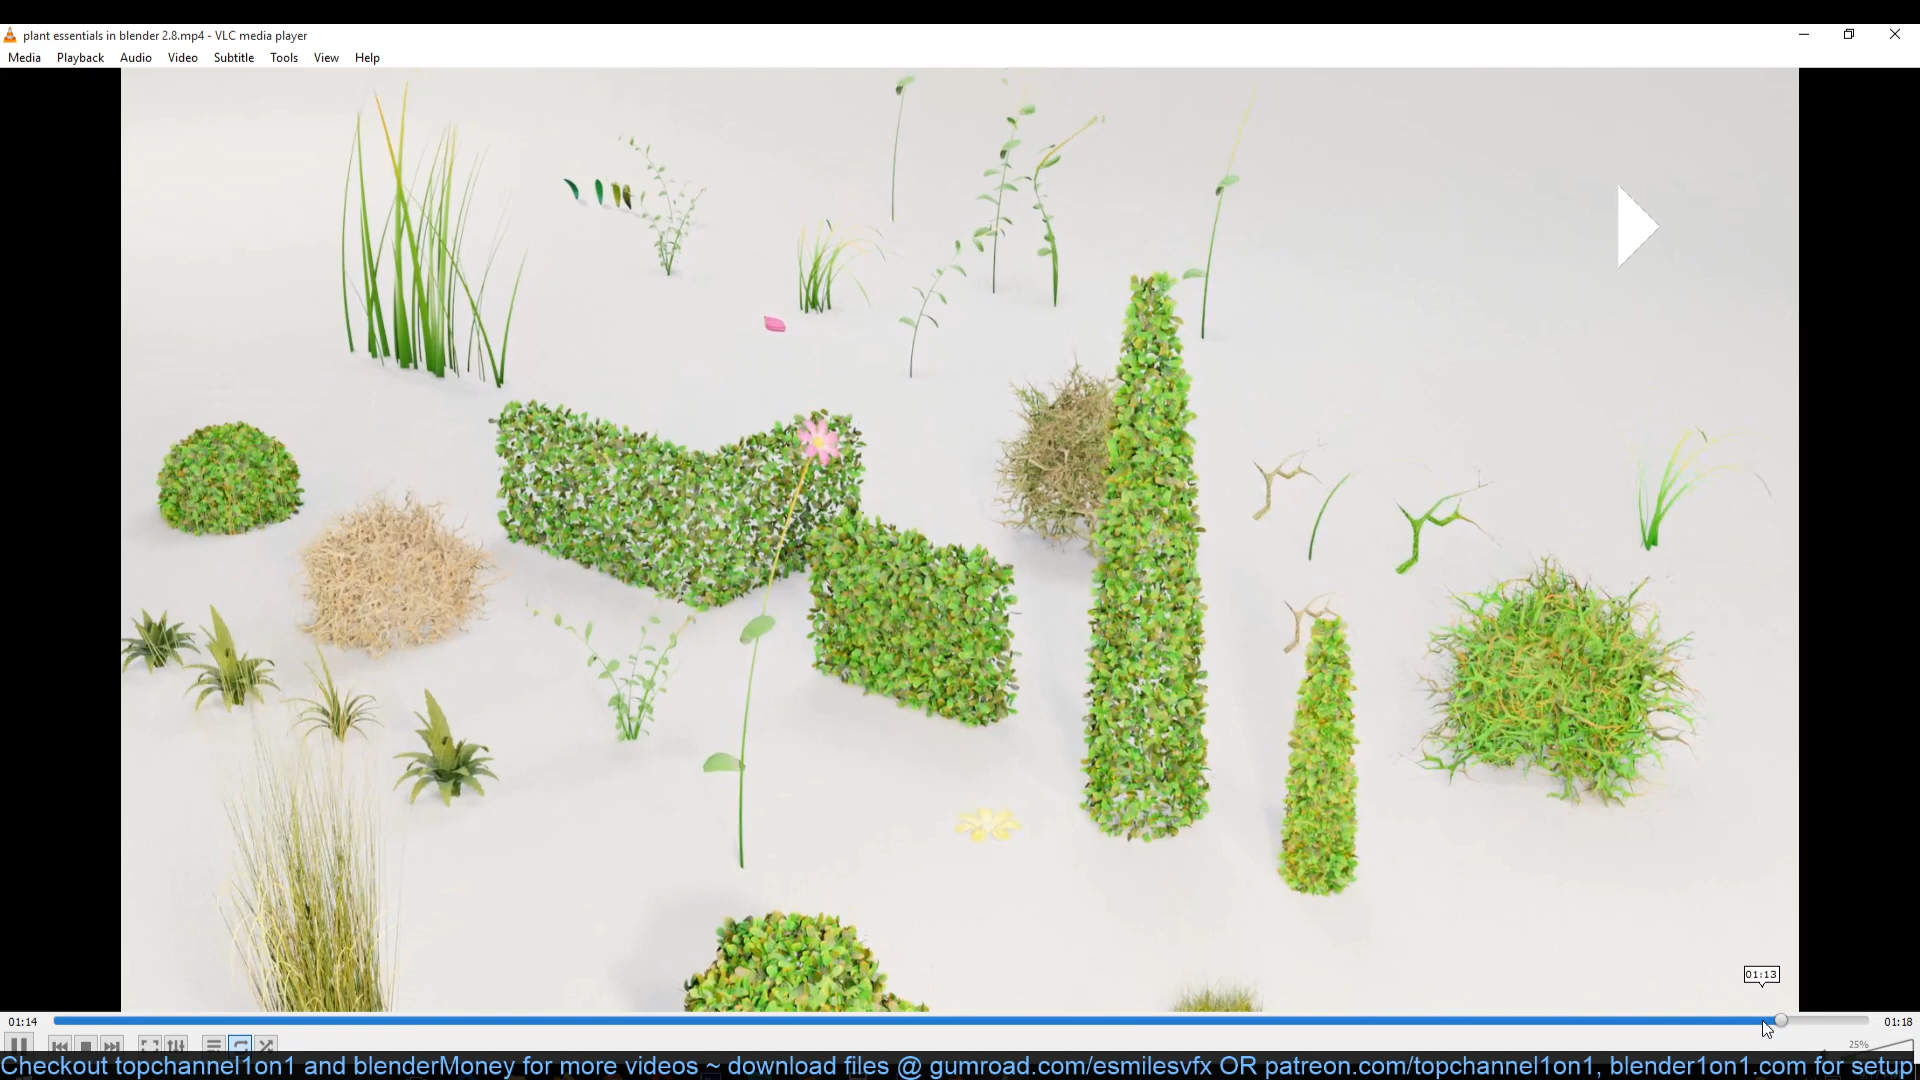 plant essentials in blender 2.8.mp4 - VLC media player
Media Playback Audio Video Subtitle Tools View Help
01:13
01:14
01:18
25%
Checkout topchannel1on1 and blenderMoney for more videos ~ download files @ gumroad.com/esmilesvfx OR patreon.com/topchannel1on1, blender1on1.com for setup